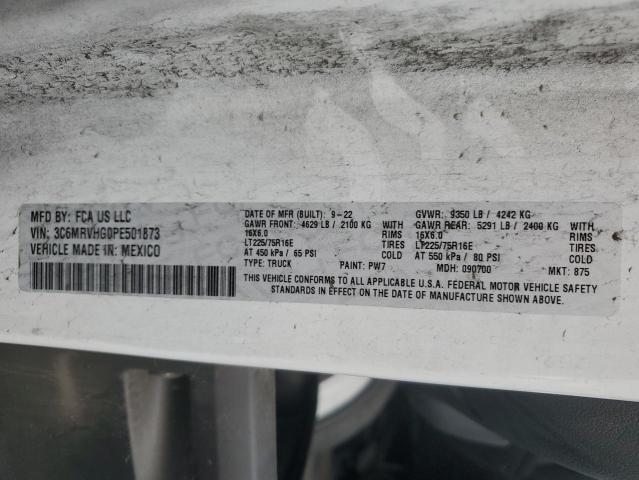 MFD BY: FCA US LLC
DATE OF MFR (BUILT): 9-22
GVWR: 9350 LB / 4242 KG
VIN: 3C6MRVHG0PE501873
GAWR FRONT: 4629 LB / 2100 KG WITH
GAWR REAR: 5291 LB / 2400 KG WITH
VEHICLE MADE IN: MEXICO
16X6.0 RIMS
16X6.0 RIMS
LT225/75R16E TIRES
LT225/75R16E TIRES
AT 450 kPa / 65 PSI COLD
AT 550 kPa / 80 PSI COLD
TYPE: TRUCK PAINT: PW7 MDH: 090700 MKT: 875
THIS VEHICLE CONFORMS TO ALL APPLICABLE U.S.A. FEDERAL MOTOR VEHICLE SAFETY
STANDARDS IN EFFECT ON THE DATE OF MANUFACTURE SHOWN ABOVE.